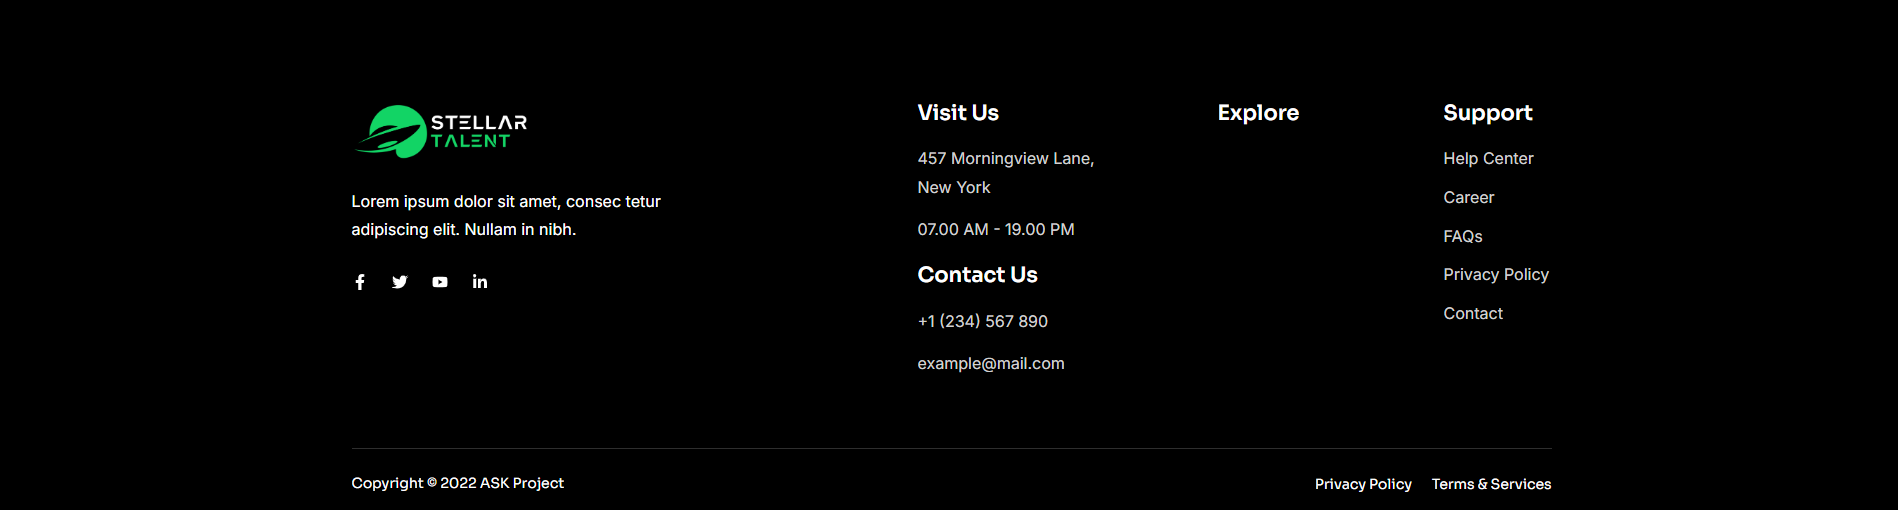 STELLAR
TALENT
Lorem ipsum dolor sit amet, consec tetur
adipiscing elit. Nullam in nibh.
Visit Us
457 Morningview Lane,
New York
07.00 AM - 19.00 PM
Contact Us
+1 (234) 567 890
example@mail.com
Explore
Support
Help Center
Career
FAQs
Privacy Policy
Contact
Copyright © 2022 ASK Project
Privacy Policy
Terms & Services